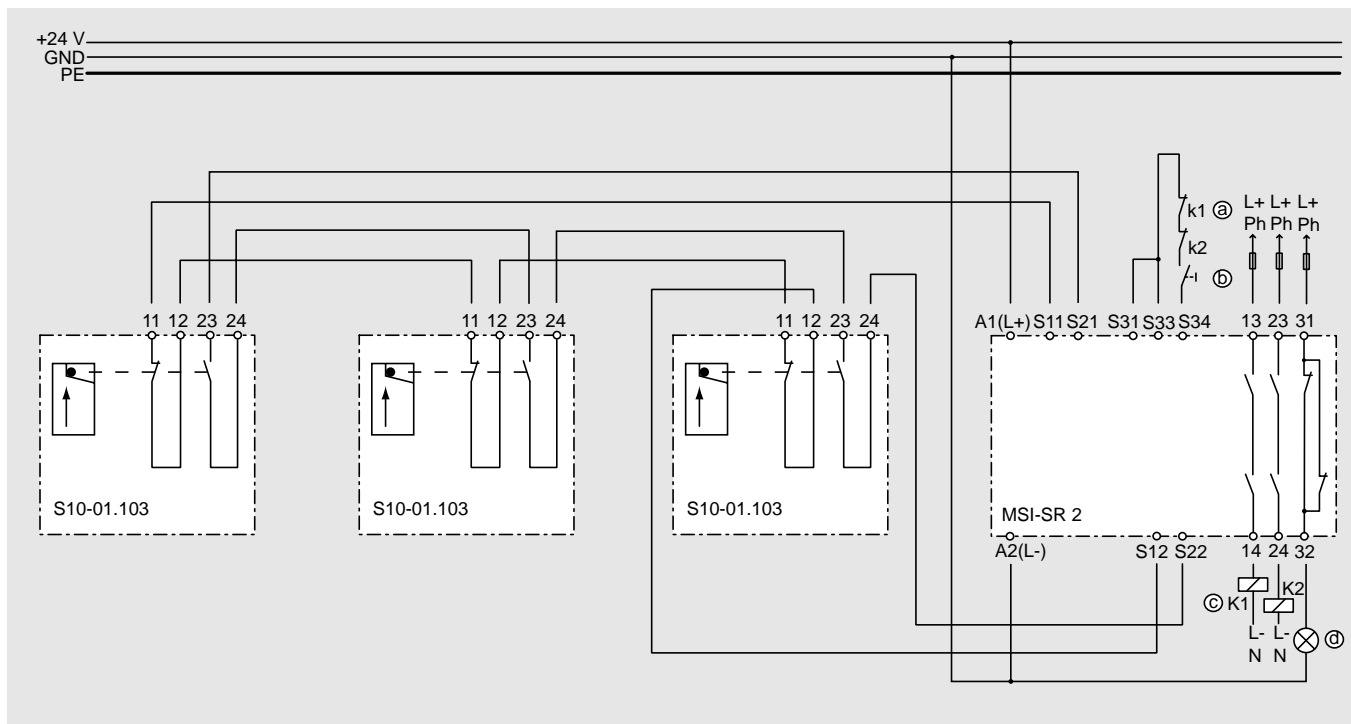 +24 V
GND
PE
k1 ⓐ
L+ L+ L+
Ph Ph Ph
k2
ⓑ
11 12 23 24
11 12 23 24
11 12 23 24
A1(L+) S11 S21 S31 S33 S34 13 23 31
S10-01.103
S10-01.103
S10-01.103
MSI-SR 2
A2(L-) S12 S22 14 24 32
ⓒ K1
K2
L- L-
N N
ⓓ